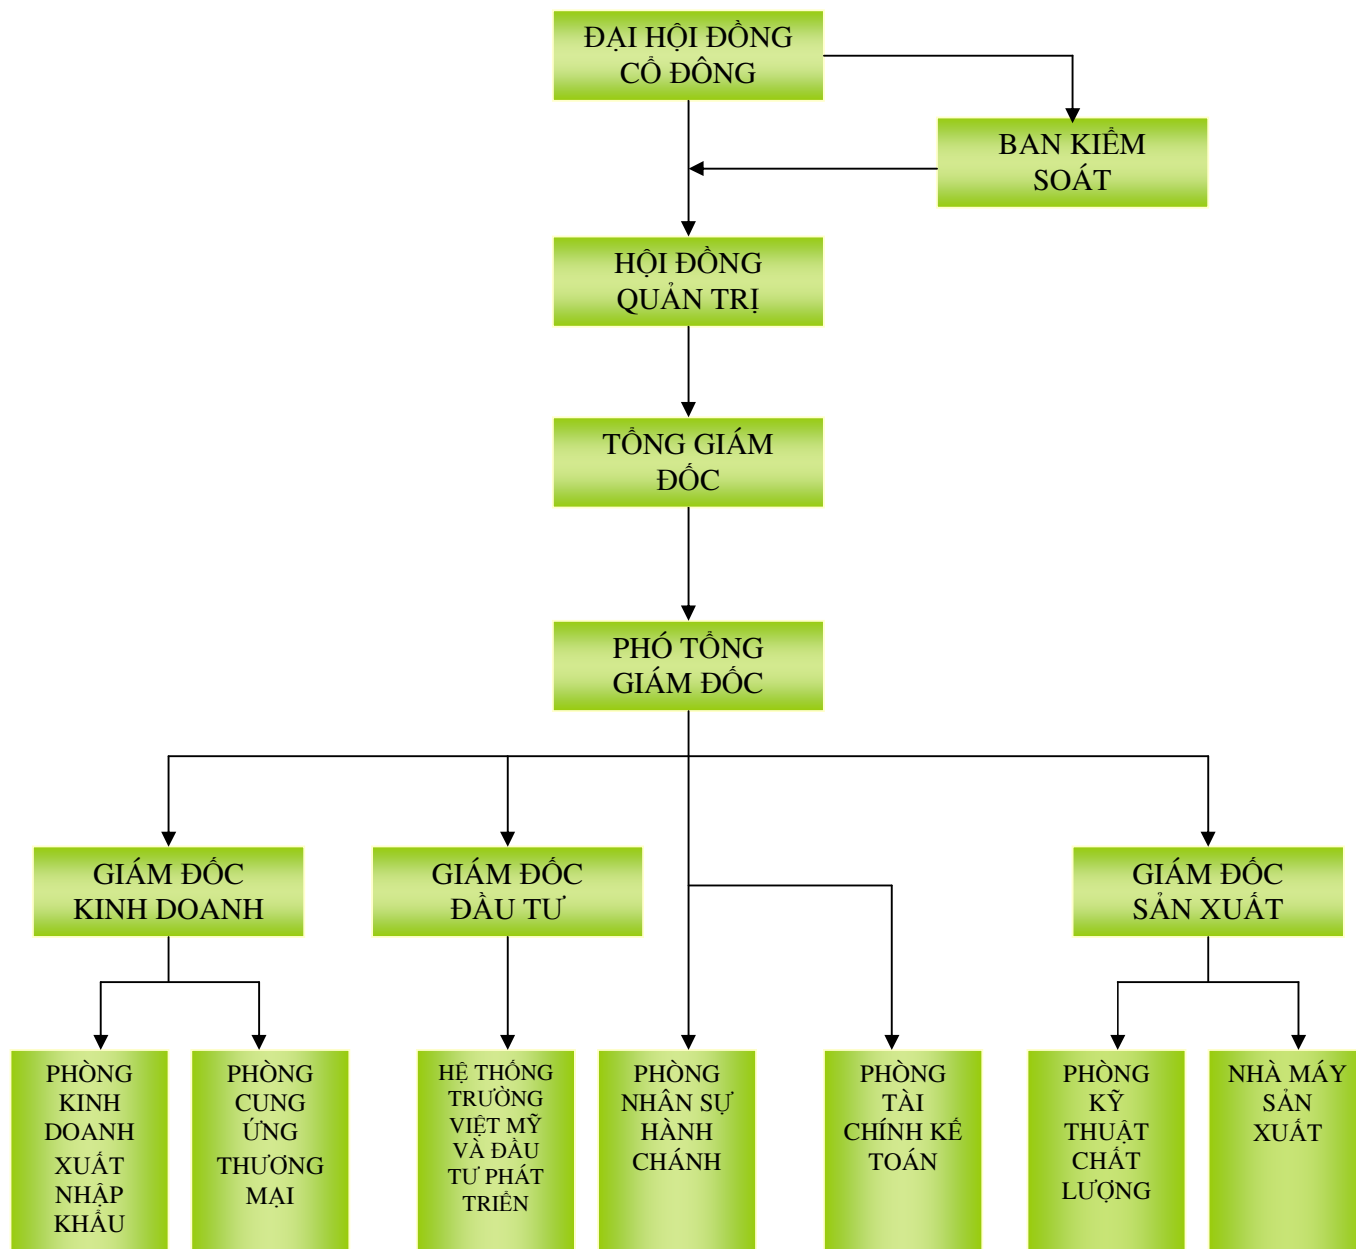 ĐẠI HỘI ĐỒNG
CỔ ĐÔNG
BAN KIỂM
SOÁT
HỘI ĐỒNG
QUẢN TRỊ
TỔNG GIÁM
ĐỐC
PHÓ TỔNG
GIÁM ĐỐC
GIÁM ĐỐC
KINH DOANH
GIÁM ĐỐC
ĐẦU TƯ
GIÁM ĐỐC
SẢN XUẤT
PHÒNG
KINH
DOANH
XUẤT
NHẬP
KHẨU
PHÒNG
CUNG
ỨNG
THƯƠNG
MẠI
HỆ THỐNG
TRƯỜNG
VIỆT MỸ
VÀ ĐẦU
TƯ PHÁT
TRIỂN
PHÒNG
NHÂN SỰ
HÀNH
CHÁNH
PHÒNG
TÀI
CHÍNH KẾ
TOÁN
PHÒNG
KỸ
THUẬT
CHẤT
LƯỢNG
NHÀ MÁY
SẢN
XUẤT